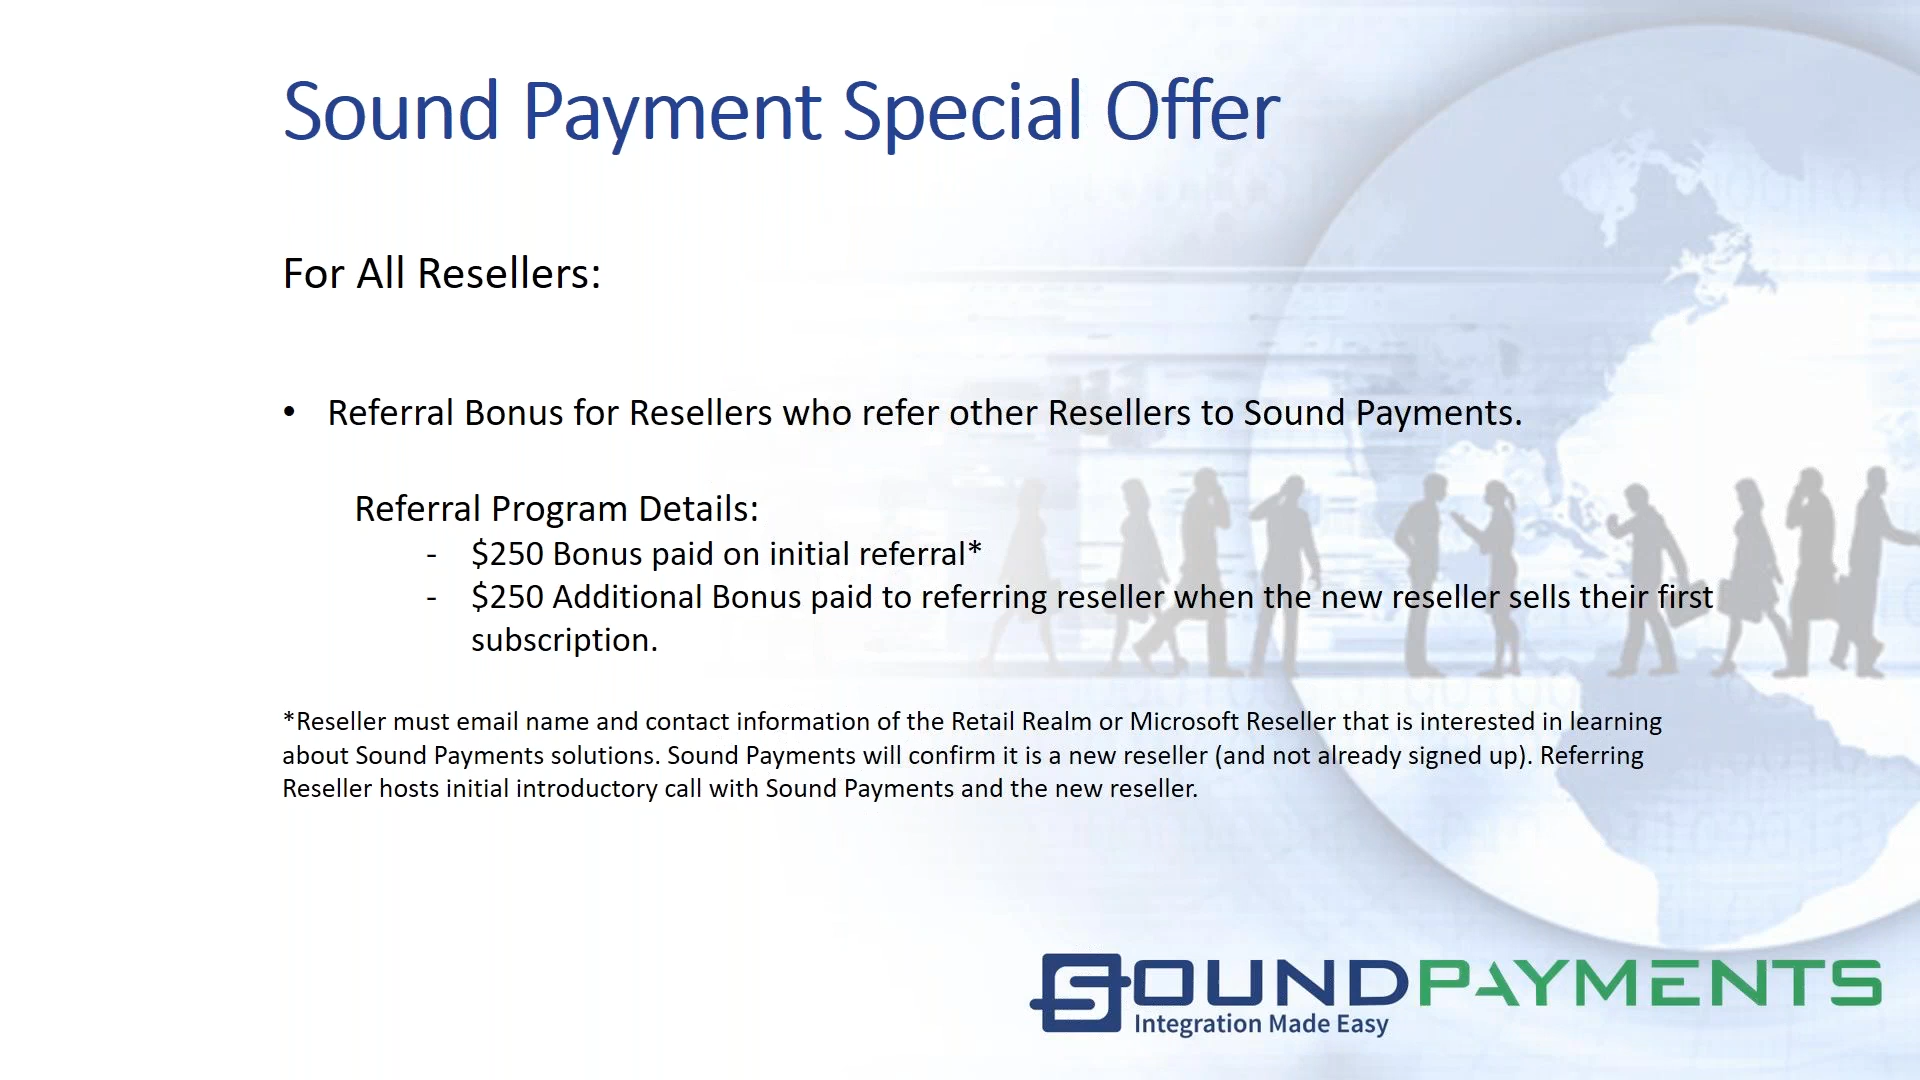 Sound Payment Special Offer
For All Resellers:
• Referral Bonus for Resellers who refer other Resellers to Sound Payments.
Referral Program Details:
- $250 Bonus paid on initial referral*
- $250 Additional Bonus paid to referring reseller when the new reseller sells their first
subscription.
*Reseller must email name and contact information of the Retail Realm or Microsoft Reseller that is interested in learning
about Sound Payments solutions. Sound Payments will confirm it is a new reseller (and not already signed up). Referring
Reseller hosts initial introductory call with Sound Payments and the new reseller.
SOUNDPAYMENTS
Integration Made Easy